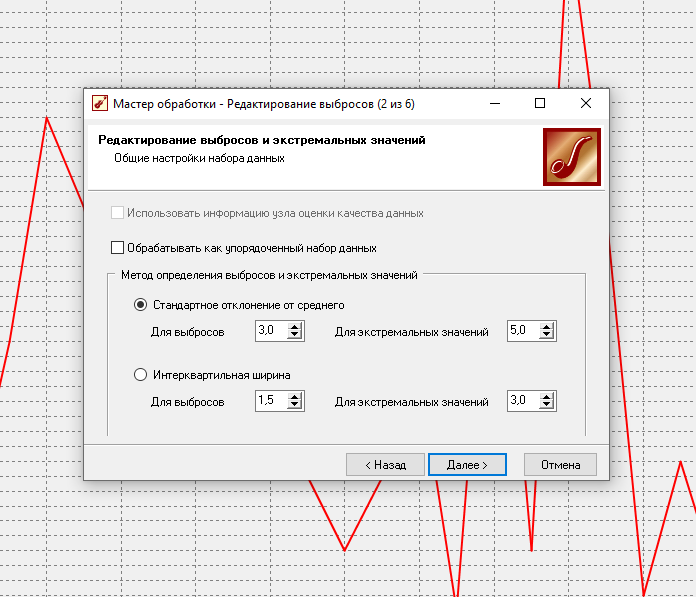 Мастер обработки - Редактирование выбросов (2 из 6)
Редактирование выбросов и экстремальных значений
Общие настройки набора данных
Использовать информацию узла оценки качества данных
Обрабатывать как упорядоченный набор данных
Метод определения выбросов и экстремальных значений
Стандартное отклонение от среднего
Для выбросов 3,0 Для экстремальных значений 5,0
Интерквартильная ширина
Для выбросов 1,5 Для экстремальных значений 3,0
< Назад Далее > Отмена